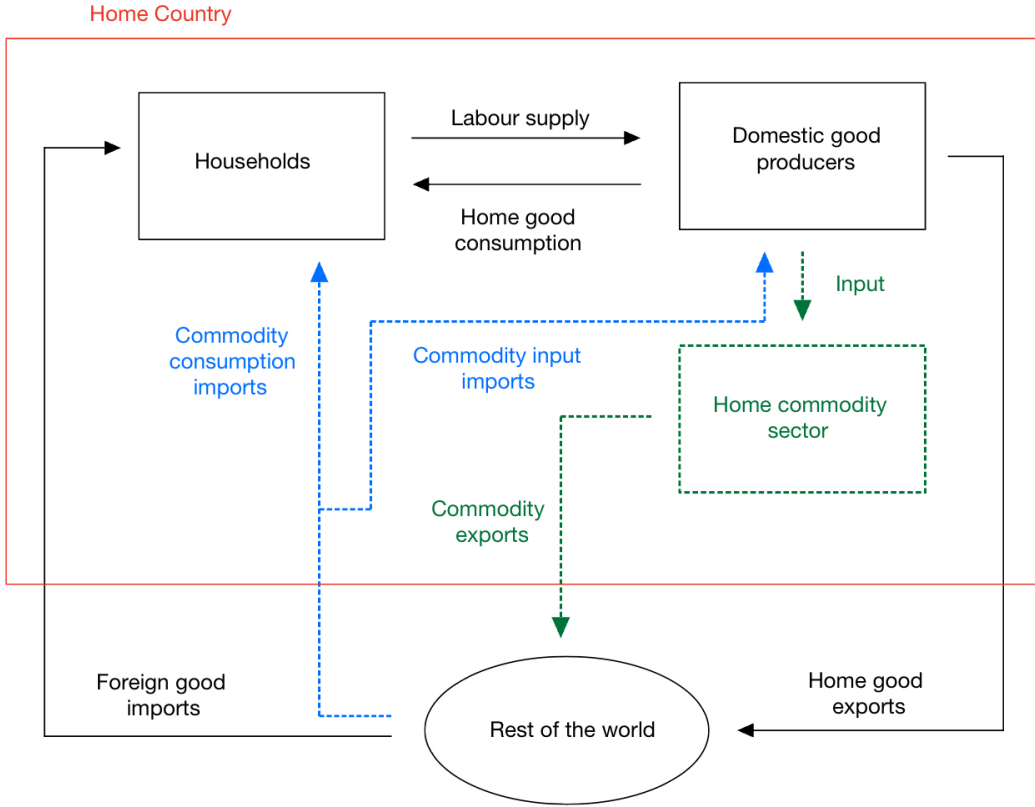 Home Country
Labour supply
Households
Domestic good
producers
Home good
consumption
Input
Commodity
consumption
imports
Commodity input
imports
Home commodity
sector
Commodity
exports
Foreign good
imports
Home good
exports
Rest of the world